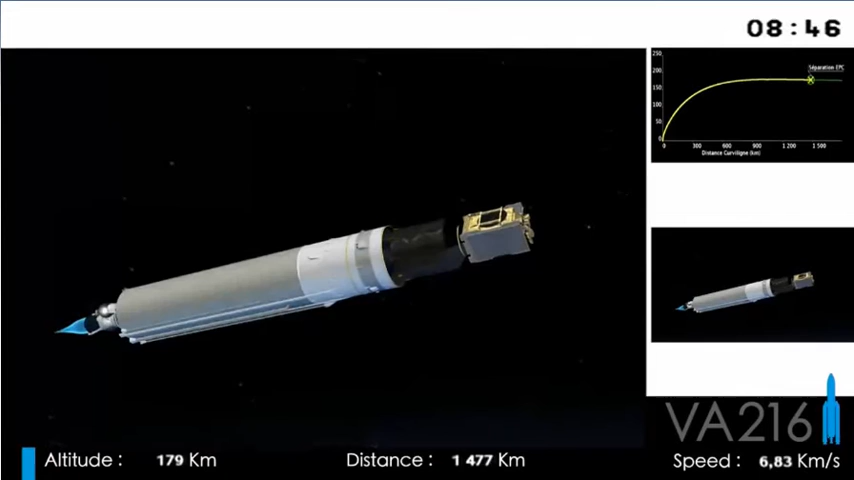 08:46
250
Séparation EPC
200
150
100
50
0
0 300 600 900 1 200 1 500
Distance Curviligne (km)
VA216
Altitude : 179 Km Distance : 1 477 Km Speed : 6,83 Km/s